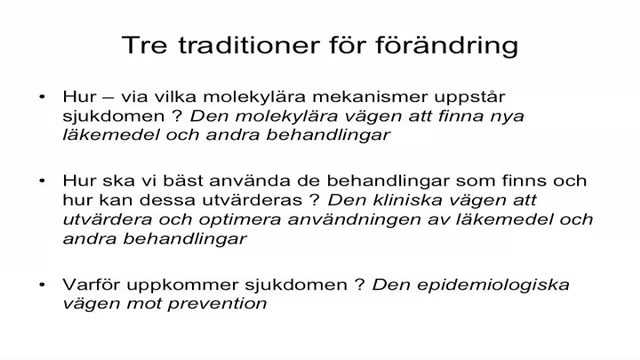 Tre traditioner för förändring
• Hur – via vilka molekylära mekanismer uppstår
sjukdomen ? Den molekylära vägen att finna nya
läkemedel och andra behandlingar
• Hur ska vi bäst använda de behandlingar som finns och
hur kan dessa utvärderas ? Den kliniska vägen att
utvärdera och optimera användningen av läkemedel och
andra behandlingar
• Varför uppkommer sjukdomen ? Den epidemiologiska
vägen mot prevention